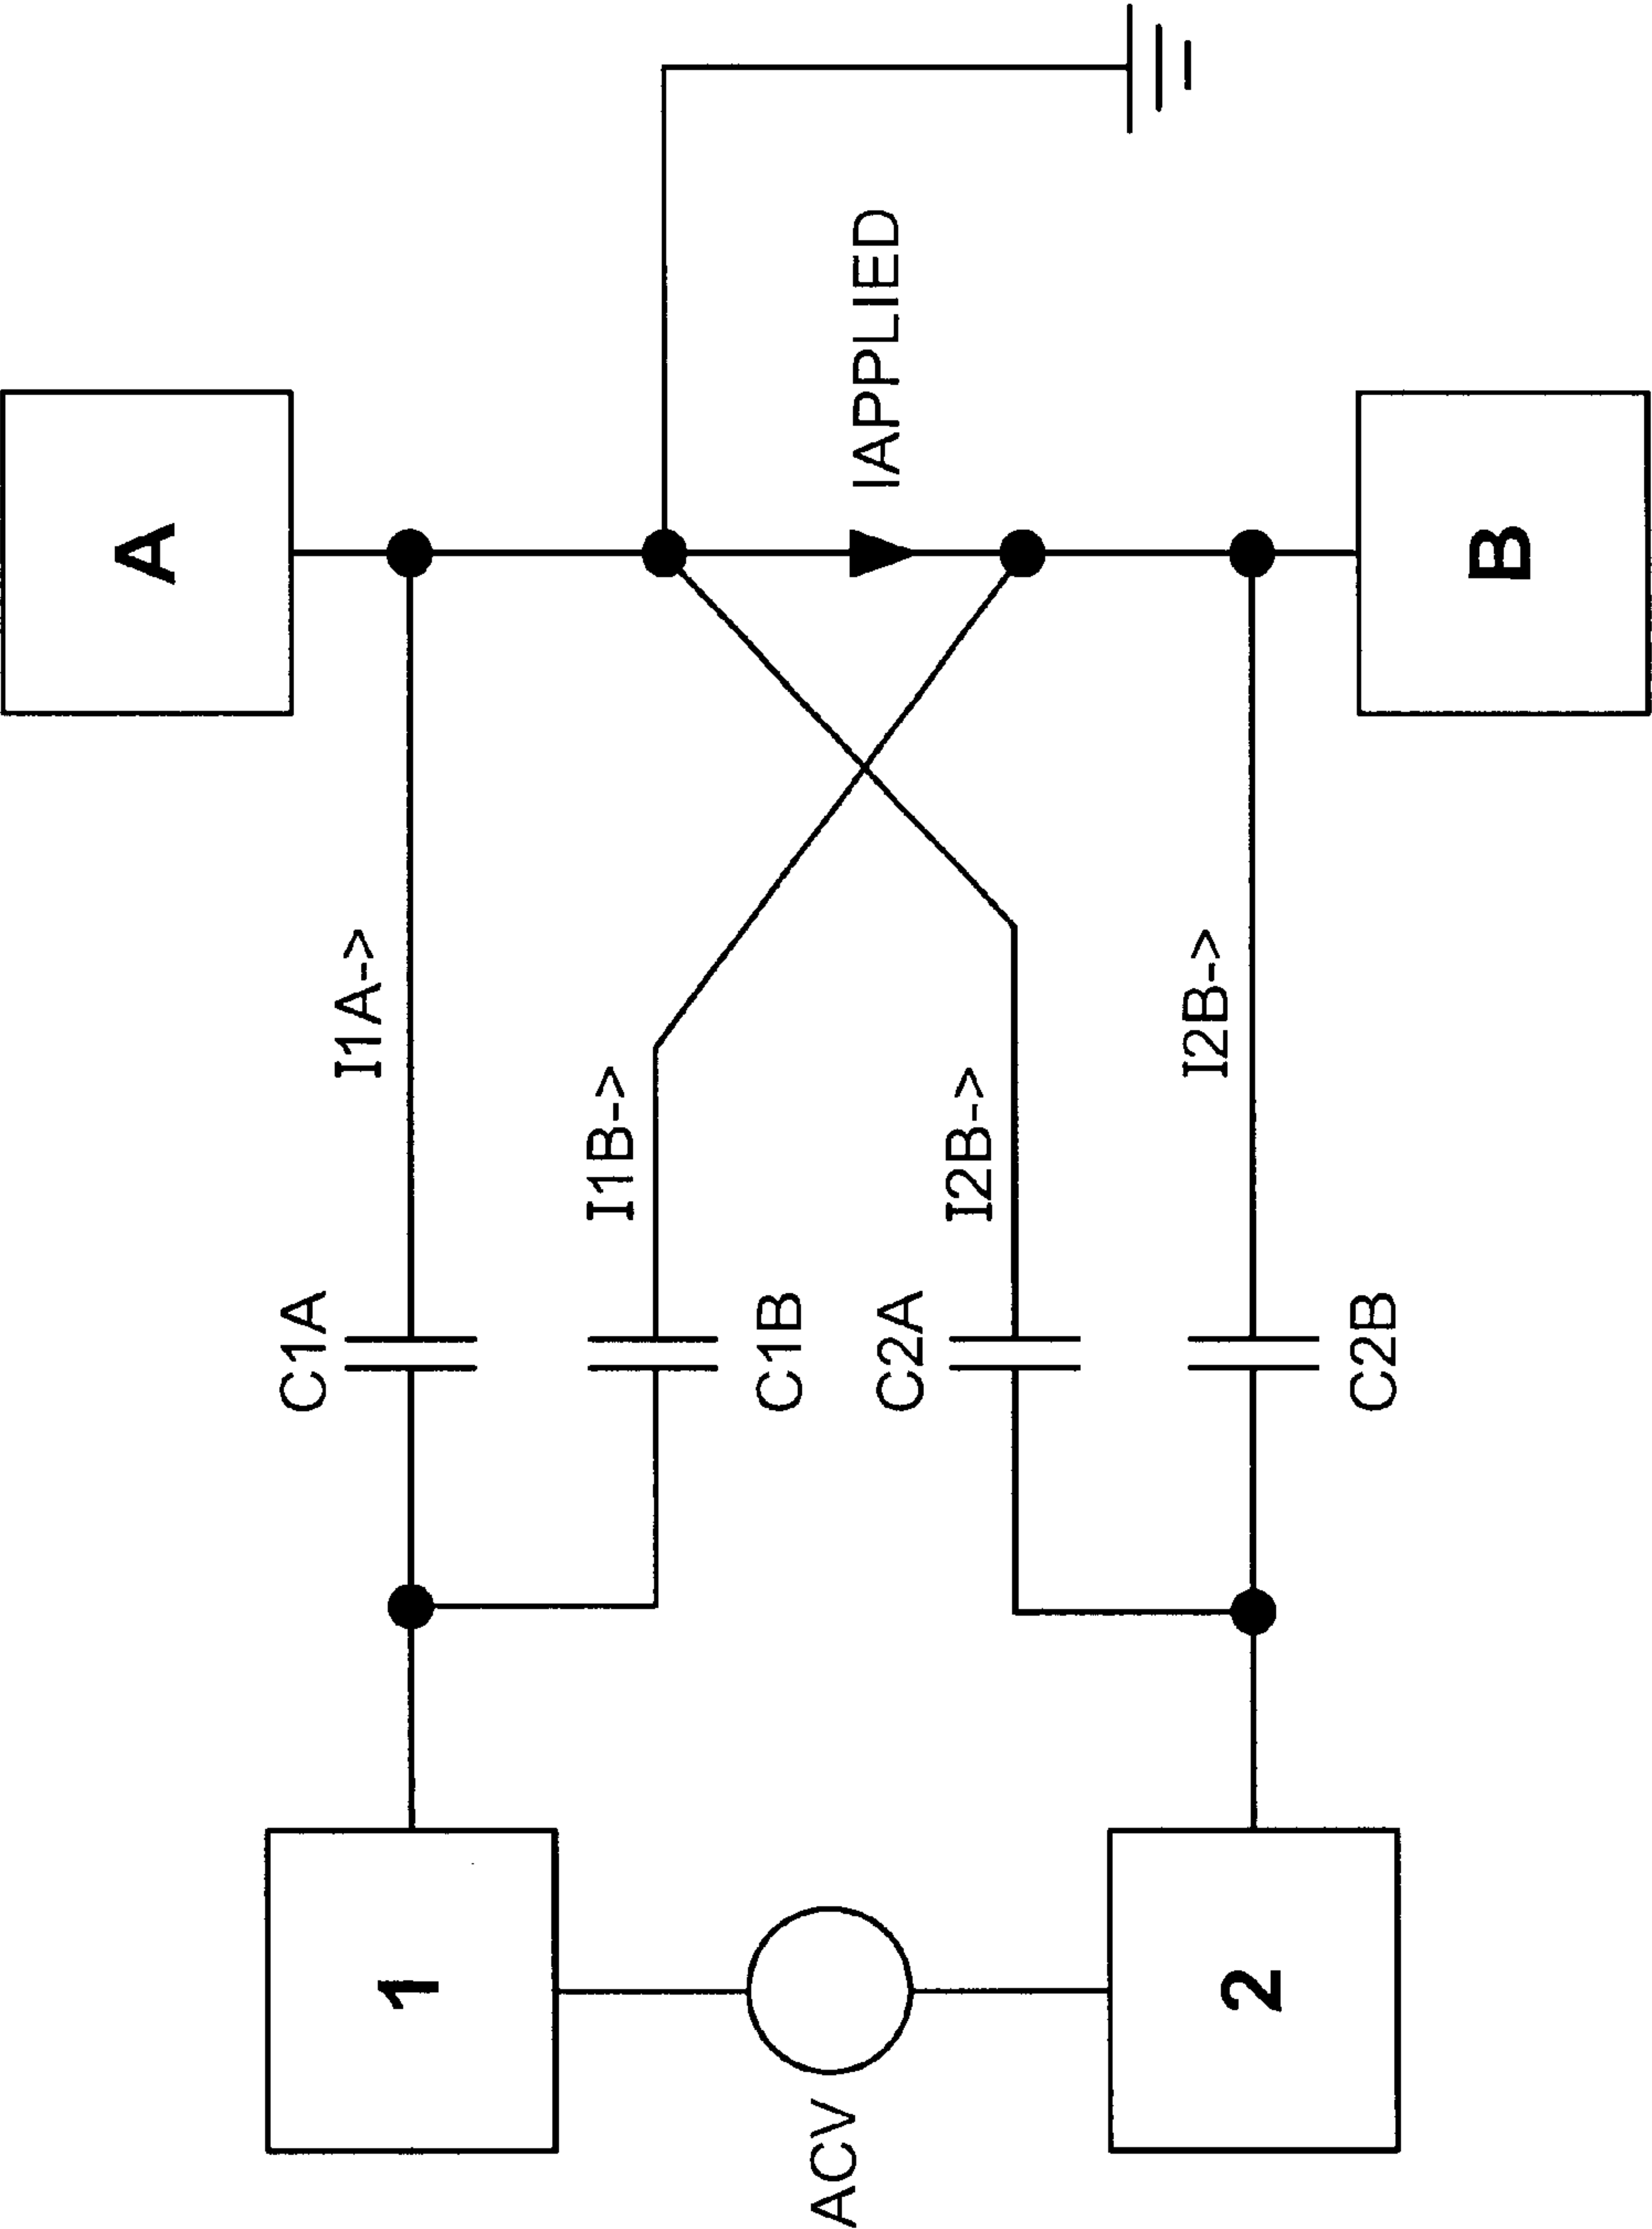 A
IAPPLIED
B
I1A->
I1B->
I2B->
I2B->
C1A
C1B
C2A
C2B
1
2
ACV